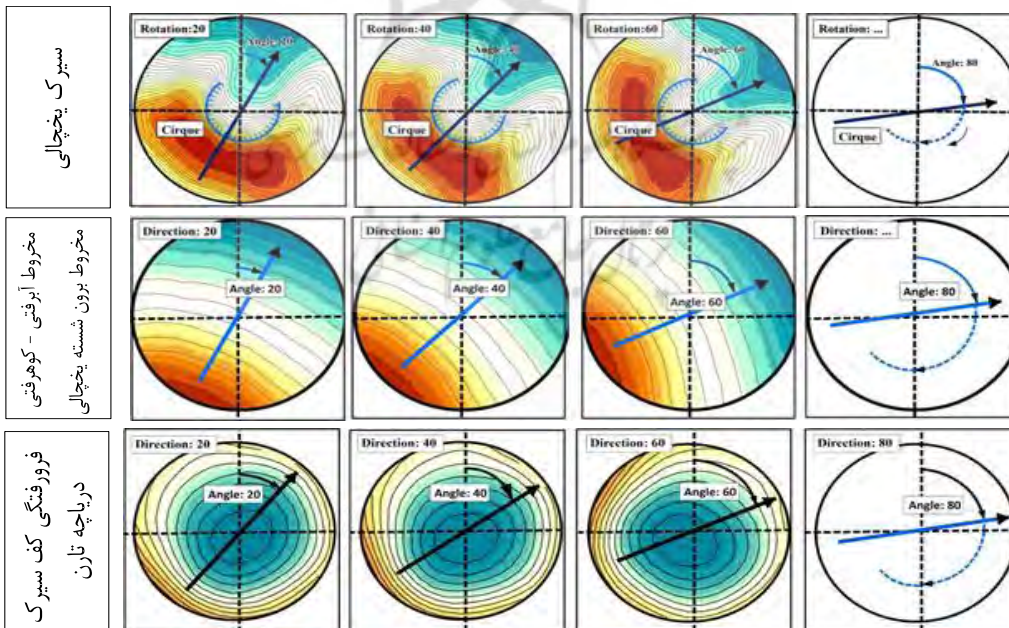 سیرک یخچالی
Rotation:20
Angle: 20
Cirque
Rotation:40
Cirque
Rotation:60
Angle: 60
Cirque
Rotation: ...
Angle: 80
Cirque
مخروط آبرفتی - کوهرفتی
مخروط برون شسته یخچالی
Direction: 20
Angle: 20
Direction: 40
Angle: 40
Direction: 60
Angle: 60
Direction: ...
Angle: 80
فرورفتگی کف سیرک
دریاچه تارن
Direction: 20
Angle: 20
Direction: 40
Angle: 40
Direction: 60
Angle: 60
Direction: 80
Angle: 80